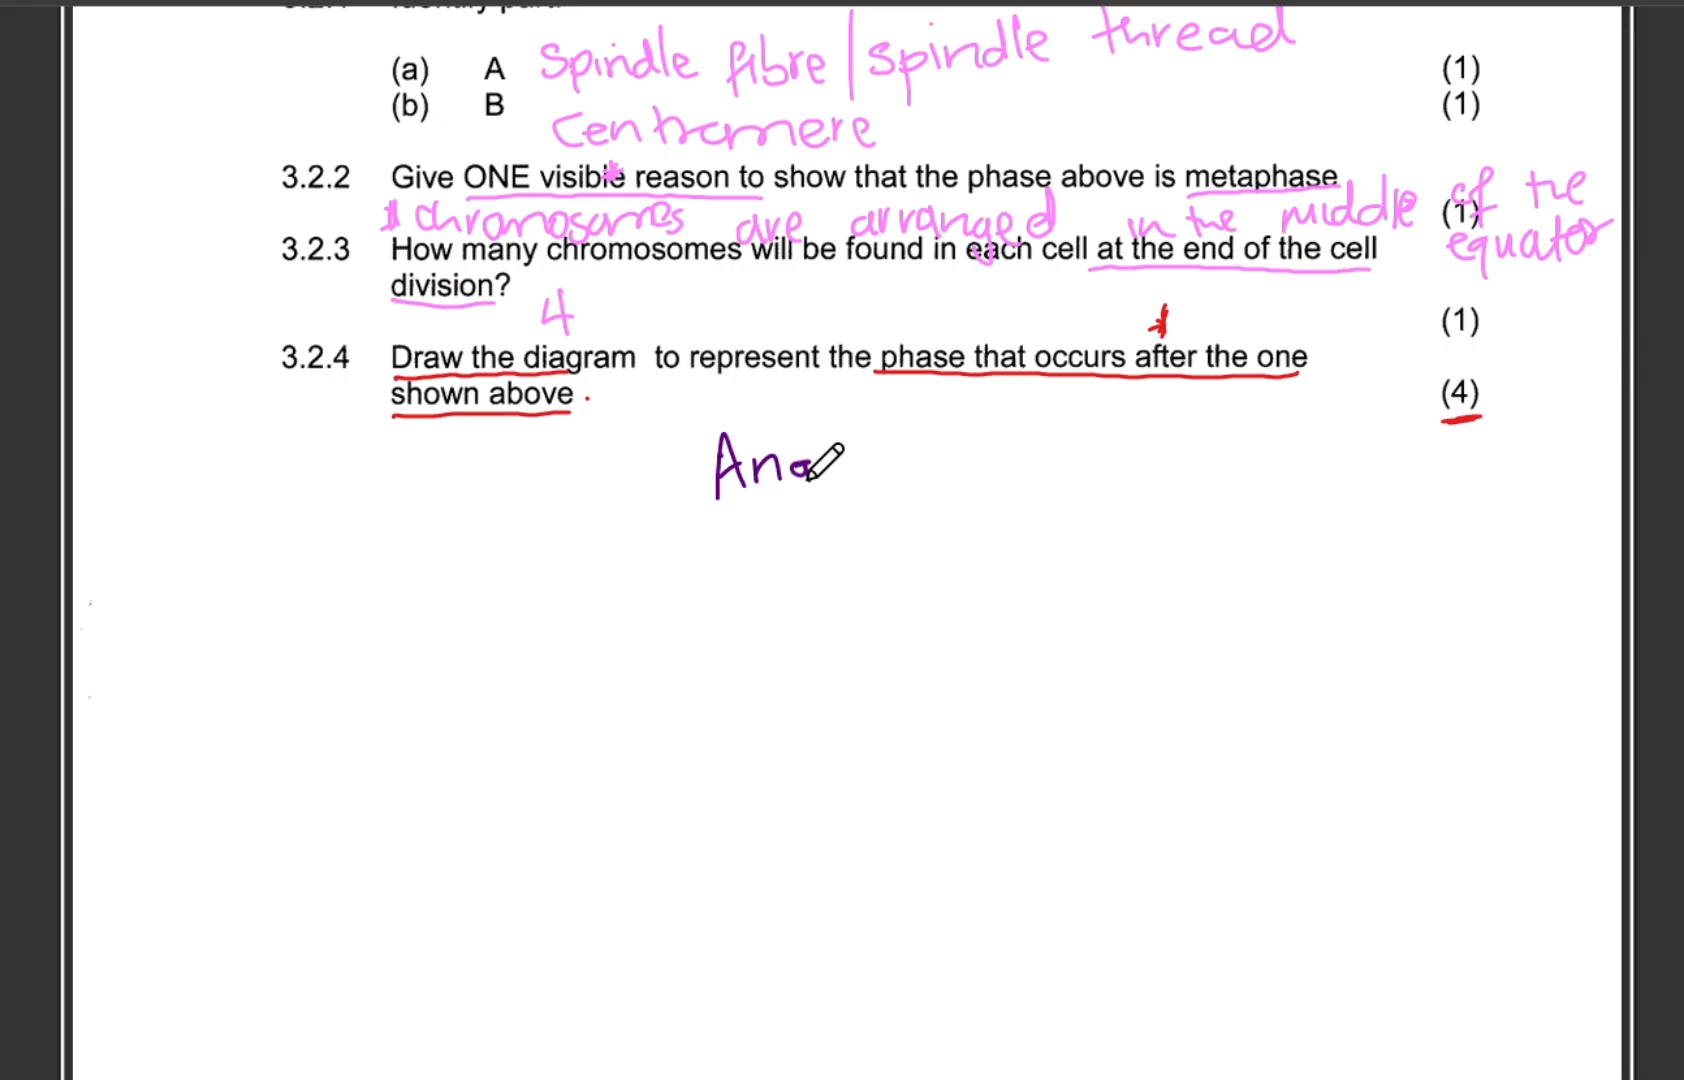 (a) A Spindle fibre/spindle thread (1)
(b) B Centromere (1)
3.2.2 Give ONE visible reason to show that the phase above is metaphase
* chromosomes are arranged in the middle of the equator (1)
3.2.3 How many chromosomes will be found in each cell at the end of the cell
division?
4 (1)
3.2.4 Draw the diagram to represent the phase that occurs after the one
shown above. (4)
Ana